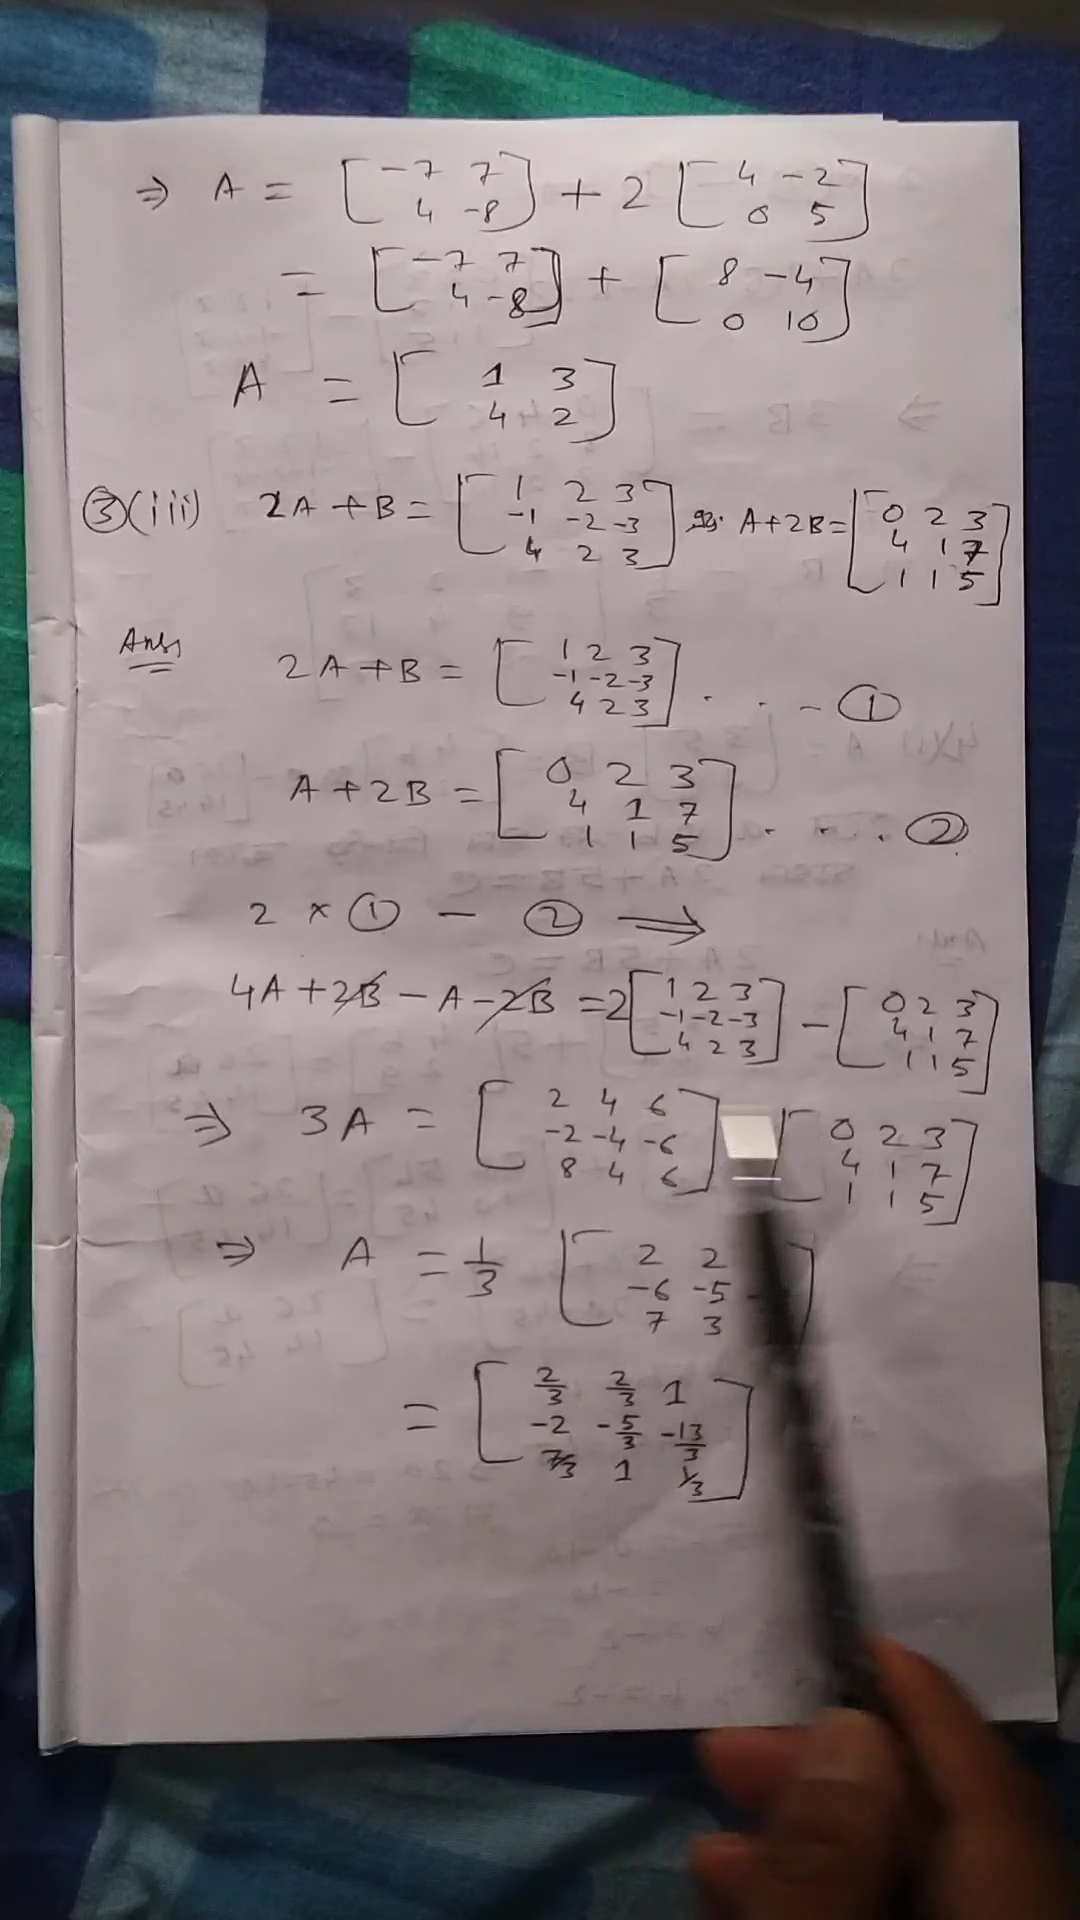 ⇒ A = [-7 7 + 2 [4 -2
4 -8] 0 5]
= [-7 7 + [8 -4
4 -8] 0 10]
A = [1 3
4 2]
③(iii) 2A+B = [1 2 3 A+2B = [0 2 3
-1 -2 -3 4 1 7
4 2 3] 1 1 5]
Ans
2A+B = [1 2 3
-1 -2 -3
4 2 3] . . - ①
A+2B = [0 2 3
4 1 7
1 1 5] . . . ②
2 × ① - ② ⇒
4A+2B-A-2B = 2[1 2 3 - [0 2 3
-1 -2 -3 4 1 7
4 2 3] 1 1 5]
⇒ 3A = [2 4 6 [0 2 3
-2 -4 -6 4 1 7
8 4 6] 1 1 5]
⇒ A = 1/3 [2 2
-6 -5
7 3 ]
= [2/3 2/3 1
-2 -5/3 -13/3
7/3 1 1/3]